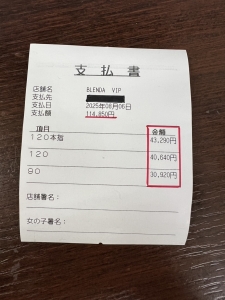 支 払 書
店舗名 BLENDA VIP
支払先
支払日 2025年08月06日
支払額 114,850円
項目 金額
120本指 43,290円
120 40,640円
90 30,920円
店舗署名：
女の子署名：